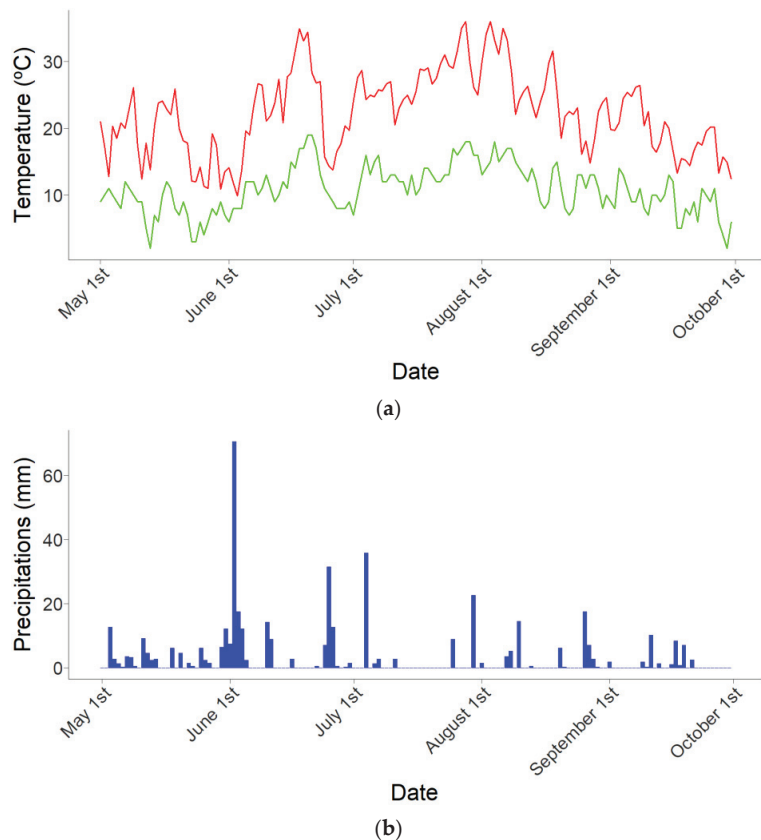 Temperature (ºC)
30
20
10
May 1st
June 1st
July 1st
August 1st
September 1st
October 1st
Date
(a)
Precipitations (mm)
60
40
20
0
May 1st
June 1st
July 1st
August 1st
September 1st
October 1st
Date
(b)